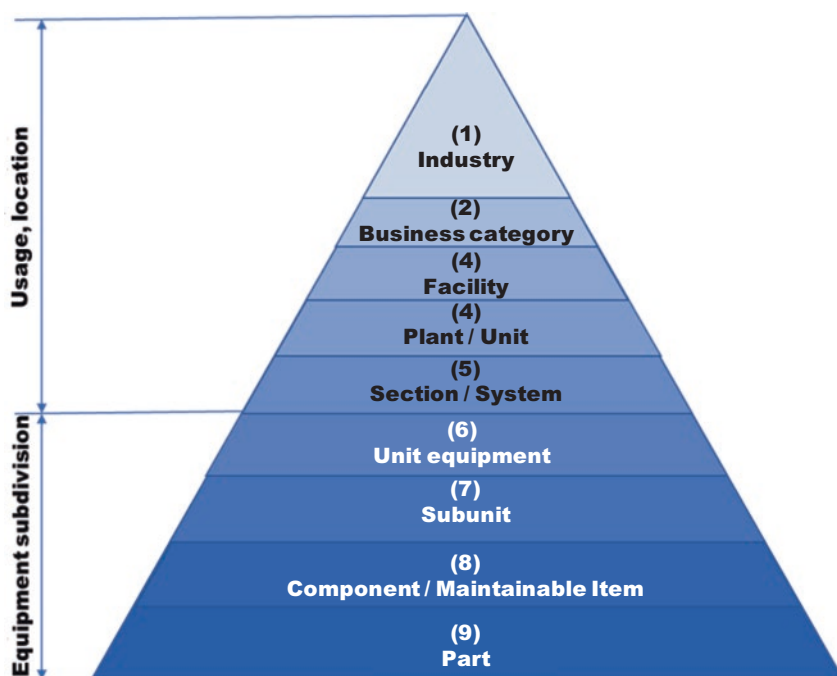 (1)
Industry
(2)
Business category
(4)
Facility
(4)
Plant / Unit
(5)
Section / System
(6)
Unit equipment
(7)
Subunit
(8)
Component / Maintainable Item
(9)
Part
Usage, location
Equipment subdivision